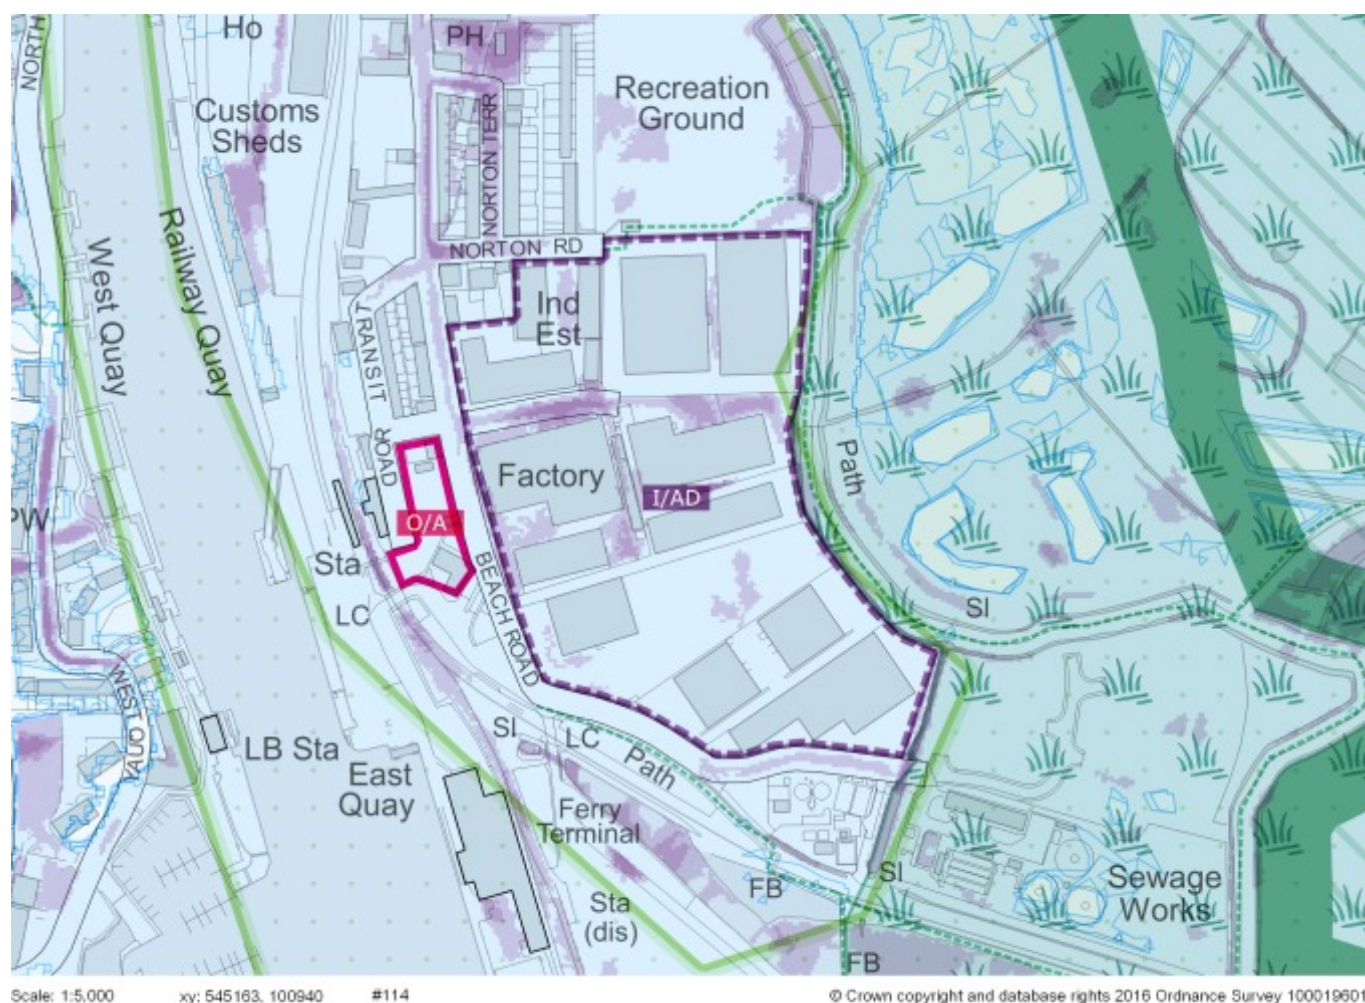 NORTH
Ho
PH
Customs
Sheds
Recreation
Ground
NORTON TERR
NORTON RD
West Quay
Railway Quay
TRANSIT
ROAD
Ind
Est
Factory
I/AD
O/A
Path
PW
Sta
LC
BEACH ROAD
SI
WEST QUAY
LB Sta
East
Quay
SI
LC
Path
Ferry
Terminal
FB
SI
Sewage
Works
Sta
(dis)
FB
Scale: 1:5,000
xy: 545163, 100940
#114
© Crown copyright and database rights 2016 Ordnance Survey 100019601